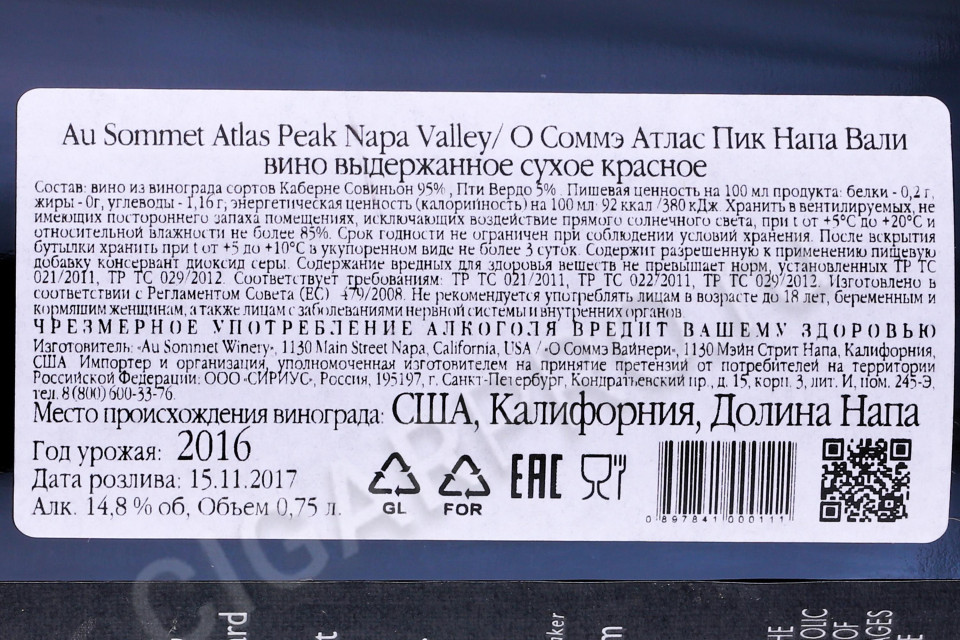 Au Sommet Atlas Peak Napa Valley/ О Соммэ Атлас Пик Напа Вали
вино выдержанное сухое красное
Состав: вино из винограда сортов Каберне Совиньон 95% , Пти Вердо 5% . Пищевая ценность на 100 мл продукта: белки - 0,2 г,
жиры - 0г, углеводы - 1,16 г; энергетическая ценность (калорийность) на 100 мл: 92 ккал /380 кДж. Хранить в вентилируемых, не
имеющих постороннего запаха помещениях, исключающих воздействие прямого солнечного света, при t от +5°С до +20°С и
относительной влажности не более 85%. Срок годности не ограничен при соблюдении условий хранения. После вскрытия
бутылки хранить при t от +5 до +10°С в укупоренном виде не более 3 суток. Содержит разрешенную к применению пищевую
добавку консервант диоксид серы. Содержание вредных для здоровья веществ не превышает норм, установленных ТР ТС
021/2011, ТР ТС 029/2012. Соответствует требованиям: ТР ТС 021/2011, ТР ТС 022/2011, ТР ТС 029/2012. Изготовлено в
соответствии с Регламентом Совета (ЕС) 479/2008. Не рекомендуется употреблять лицам в возрасте до 18 лет, беременным и
кормящим женщинам, а также лицам с заболеваниями нервной системы и внутренних органов.
ЧРЕЗМЕРНОЕ УПОТРЕБЛЕНИЕ АЛКОГОЛЯ ВРЕДИТ ВАШЕМУ ЗДОРОВЬЮ
Изготовитель: «Au Sommet Winery», 1130 Main Street Napa, California, USA / «О Соммэ Вайнери», 1130 Мэйн Стрит Напа, Калифорния,
США Импортер и организация, уполномоченная изготовителем на принятие претензий от потребителей на территории
Российской Федерации: ООО «СИРИУС», Россия, 195197, г. Санкт-Петербург, Кондратьевский пр., д. 15, корп. 3, лит. И, пом. 245-Э,
тел. 8 (800) 600-33-76.
Место происхождения винограда: США, Калифорния, Долина Напа
Год урожая: 2016
Дата розлива: 15.11.2017
Алк. 14,8 % об, Объем 0,75 л.
GL
FOR
EAC
0 897841 000111
CIGARPRO.RU